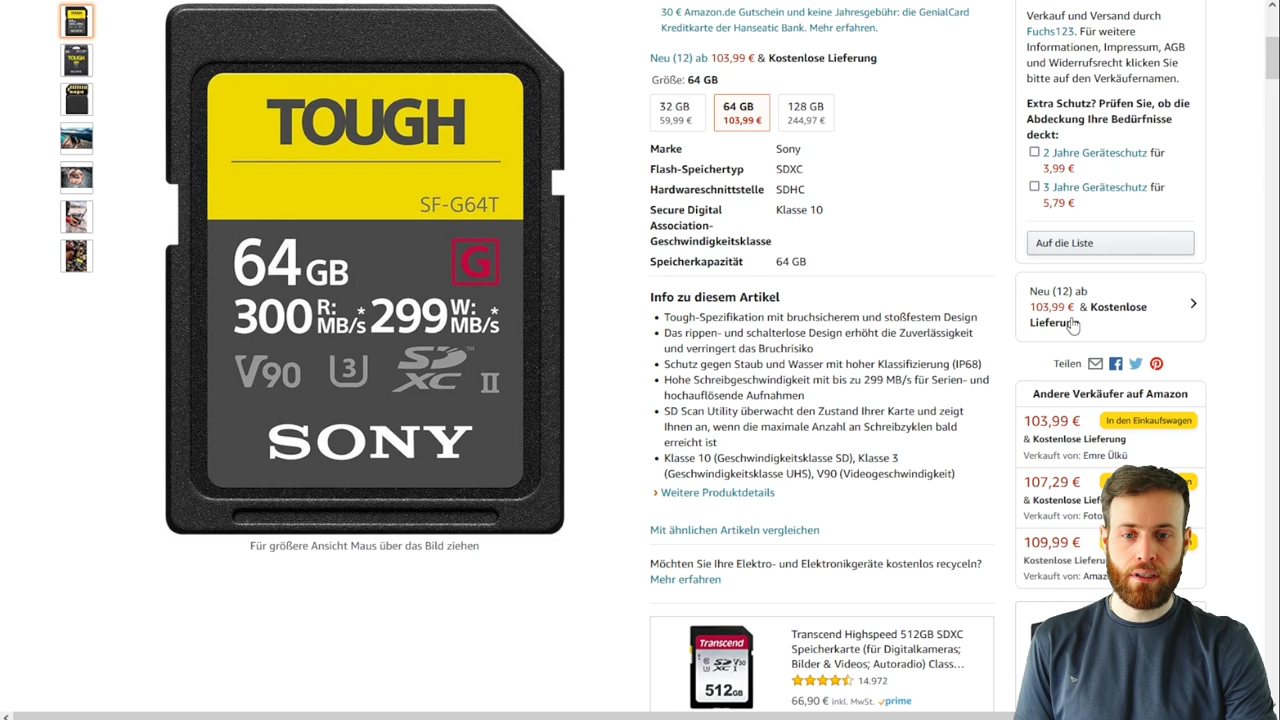 TOUGH
SF-G64T
64 GB
G
300 R: MB/s* 299 W: MB/s*
V90 U3 SD XC™ II
SONY
Für größere Ansicht Maus über das Bild ziehen
30 € Amazon.de Gutschein und keine Jahresgebühr: die GenialCard
Kreditkarte der Hanseatic Bank. Mehr erfahren.
Neu (12) ab 103,99 € & Kostenlose Lieferung
Größe: 64 GB
32 GB 64 GB 128 GB
59,99 € 103,99 € 244,97 €
Marke Sony
Flash-Speichertyp SDXC
Hardwareschnittstelle SDHC
Secure Digital Klasse 10
Association-
Geschwindigkeitsklasse
Speicherkapazität 64 GB
Info zu diesem Artikel
• Tough-Spezifikation mit bruchsicherem und stoßfestem Design
• Das rippen- und schalterlose Design erhöht die Zuverlässigkeit
und verringert das Bruchrisiko
• Schutz gegen Staub und Wasser mit hoher Klassifizierung (IP68)
• Hohe Schreibgeschwindigkeit mit bis zu 299 MB/s für Serien- und
hochauflösende Aufnahmen
• SD Scan Utility überwacht den Zustand Ihrer Karte und zeigt
Ihnen an, wenn die maximale Anzahl an Schreibzyklen bald
erreicht ist
• Klasse 10 (Geschwindigkeitsklasse SD), Klasse 3
(Geschwindigkeitsklasse UHS), V90 (Videogeschwindigkeit)
› Weitere Produktdetails
Mit ähnlichen Artikeln vergleichen
Möchten Sie Ihre Elektro- und Elektronikgeräte kostenlos recyceln?
Mehr erfahren
Transcend
512GB
Transcend Highspeed 512GB SDXC
Speicherkarte (für Digitalkameras;
Bilder & Videos; Autoradio) Class…
14.972
66,90 € inkl. MwSt. prime
Verkauf und Versand durch
Fuchs123. Für weitere
Informationen, Impressum, AGB
und Widerrufsrecht klicken Sie
bitte auf den Verkäufernamen.
Extra Schutz? Prüfen Sie, ob die
Abdeckung Ihre Bedürfnisse
deckt:
2 Jahre Geräteschutz für
3,99 €
3 Jahre Geräteschutz für
5,79 €
Auf die Liste
Neu (12) ab
103,99 € & Kostenlose
Lieferung
Teilen
Andere Verkäufer auf Amazon
103,99 € In den Einkaufswagen
& Kostenlose Lieferung
Verkauft von: Emre Ülkü
107,29 €
& Kostenlose
Verkauft von:
109,99 €
Kostenlose
Verkauft von: